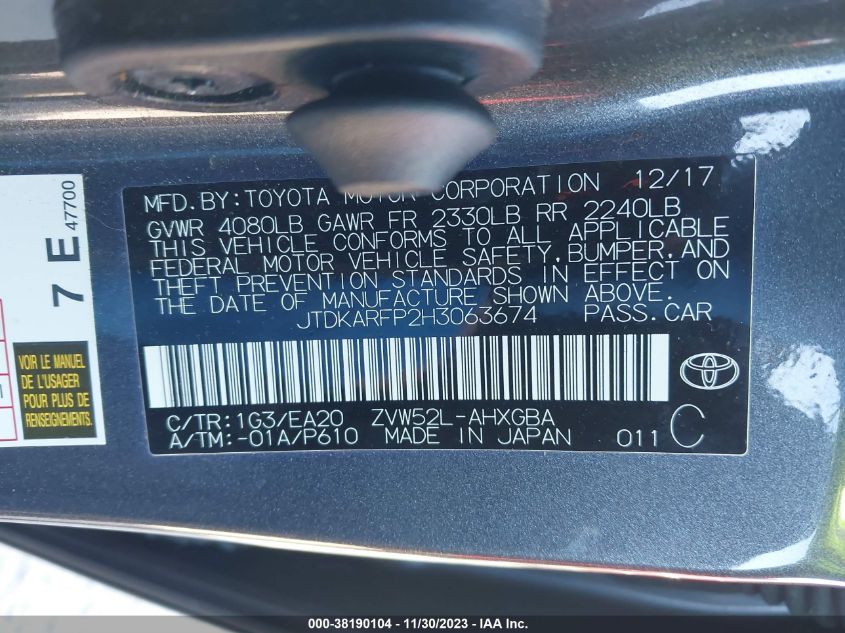 MFD. BY: TOYOTA MOTOR CORPORATION 12/17
GVWR 4080LB GAWR FR 2330LB RR 2240LB
THIS VEHICLE CONFORMS TO ALL APPLICABLE
FEDERAL MOTOR VEHICLE SAFETY, BUMPER, AND
THEFT PREVENTION STANDARDS IN EFFECT ON
THE DATE OF MANUFACTURE SHOWN ABOVE.
JTDKARFP2H3063674 PASS. CAR
C/TR: 1G3/EA20 ZVW52L-AHXGBA
A/TM: -01A/P610 MADE IN JAPAN 011 C
7 E 47700
VOIR LE MANUEL
DE L'USAGER
POUR PLUS DE
RENSEIGNEMENTS.
000-38190104 - 11/30/2023 - IAA Inc.